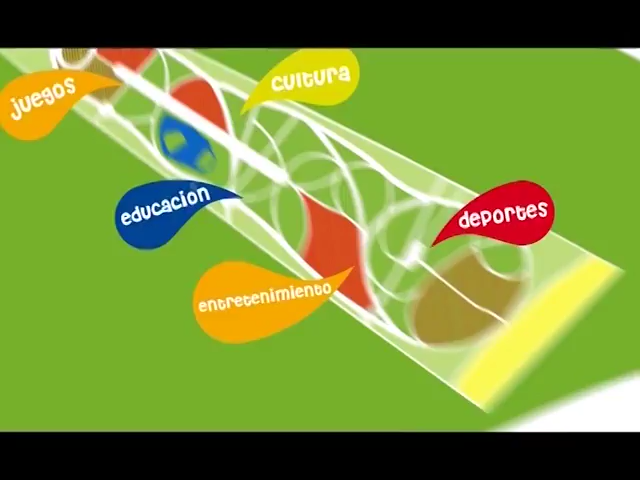 juegos
cultura
educacion
deportes
entretenimiento